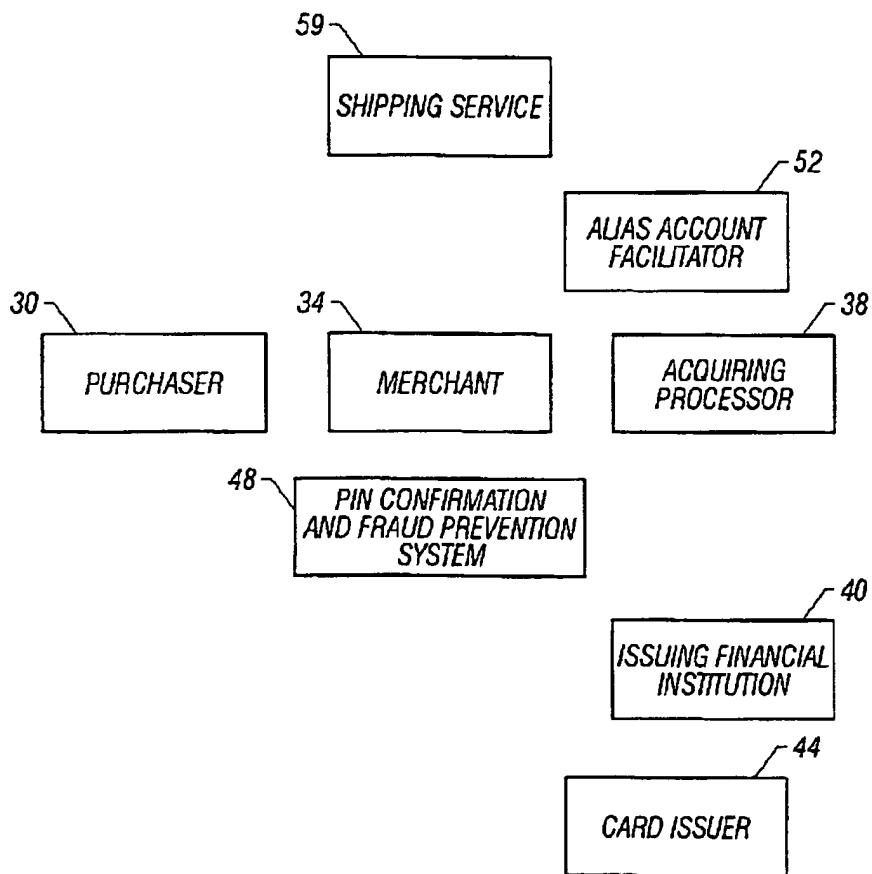 59
SHIPPING SERVICE
52
ALIAS ACCOUNT
FACILITATOR
30
PURCHASER
34
MERCHANT
38
ACQUIRING
PROCESSOR
48
PIN CONFIRMATION
AND FRAUD PREVENTION
SYSTEM
40
ISSUING FINANCIAL
INSTITUTION
44
CARD ISSUER